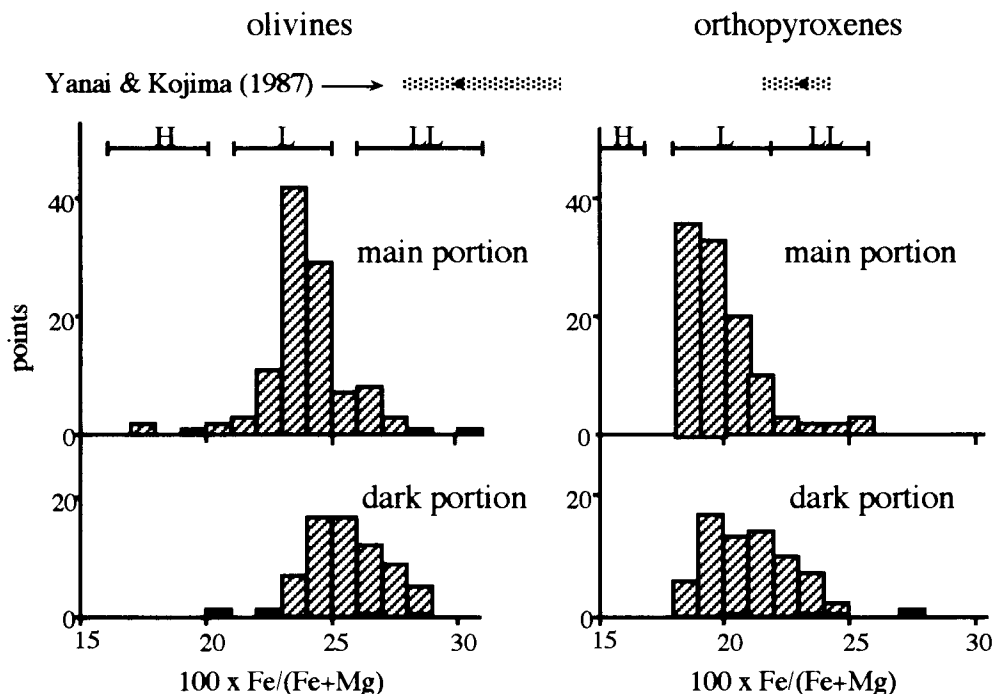 olivines orthopyroxenes
Yanai & Kojima (1987)
H L LL H L LL
40 40
main portion main portion
20 20
points
0 0
dark portion dark portion
20 20
0 0
15 20 25 30 15 20 25 30
100 x Fe/(Fe+Mg) 100 x Fe/(Fe+Mg)